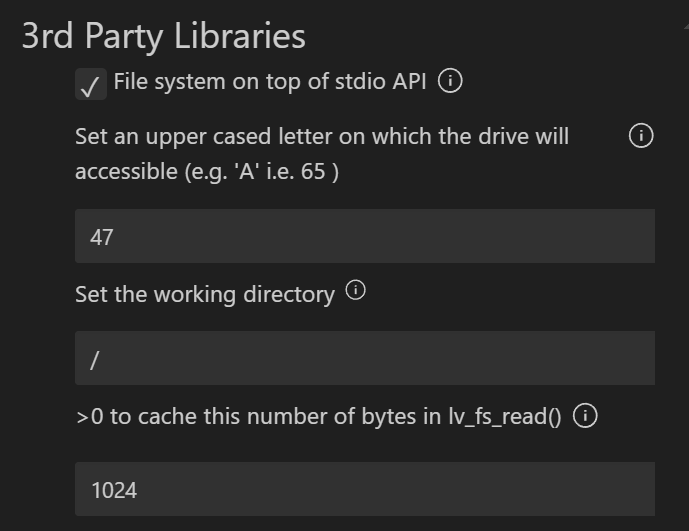 3rd Party Libraries
File system on top of stdio API
Set an upper cased letter on which the drive will
accessible (e.g. 'A' i.e. 65 )
47
Set the working directory
/
>0 to cache this number of bytes in lv_fs_read()
1024